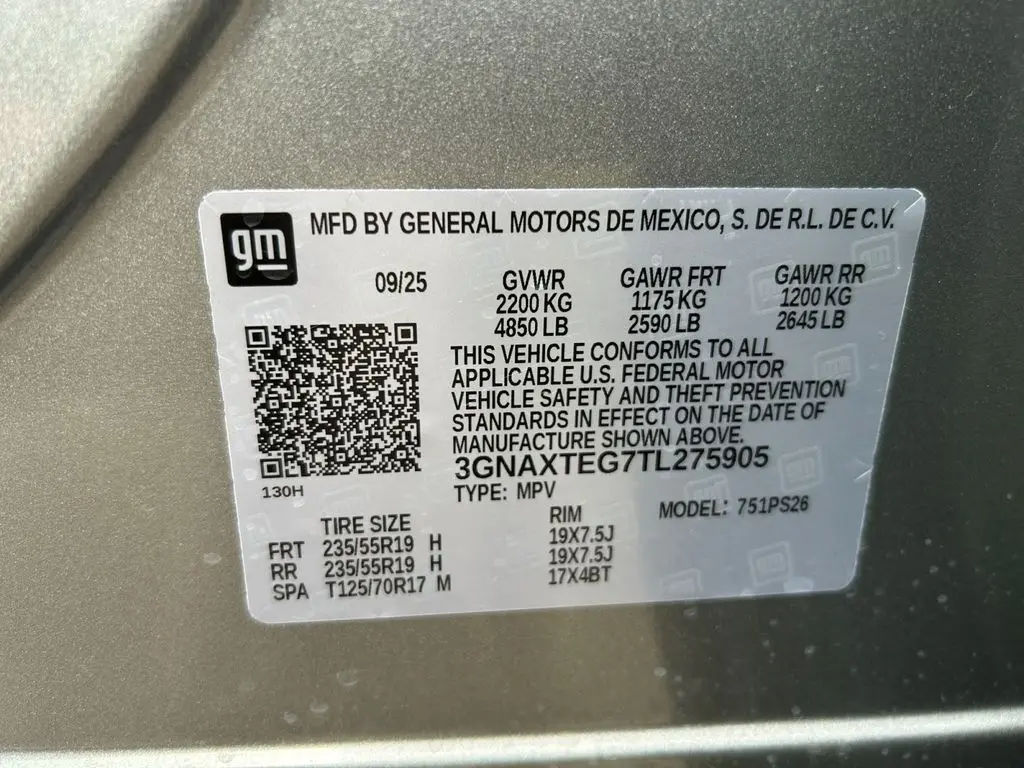 gm
MFD BY GENERAL MOTORS DE MEXICO, S. DE R.L. DE C.V.
09/25 GVWR GAWR FRT GAWR RR
2200 KG 1175 KG 1200 KG
4850 LB 2590 LB 2645 LB
THIS VEHICLE CONFORMS TO ALL
APPLICABLE U.S. FEDERAL MOTOR
VEHICLE SAFETY AND THEFT PREVENTION
STANDARDS IN EFFECT ON THE DATE OF
MANUFACTURE SHOWN ABOVE.
3GNAXTEG7TL275905
130H
TYPE: MPV MODEL: 751PS26
TIRE SIZE RIM
FRT 235/55R19 H 19X7.5J
RR 235/55R19 H 19X7.5J
SPA T125/70R17 M 17X4BT